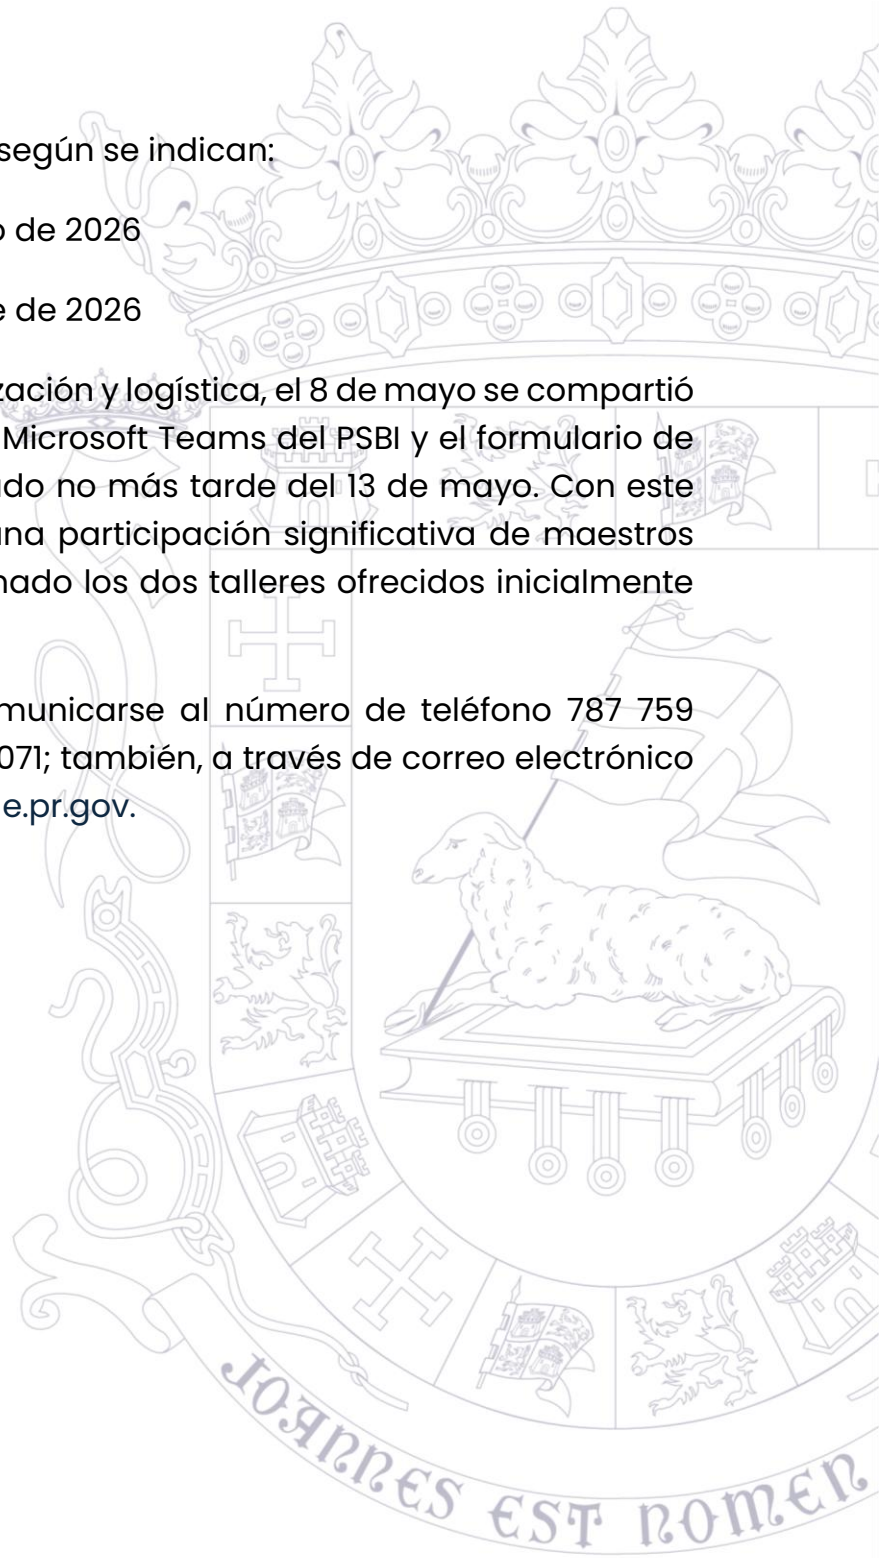 según se indican:
o de 2026
e de 2026
zación y logística, el 8 de mayo se compartió
Microsoft Teams del PSBI y el formulario de
ado no más tarde del 13 de mayo. Con este
una participación significativa de maestros
nado los dos talleres ofrecidos inicialmente
municarse al número de teléfono 787 759
071; también, a través de correo electrónico
e.pr.gov.
JOANNES EST NOMEN